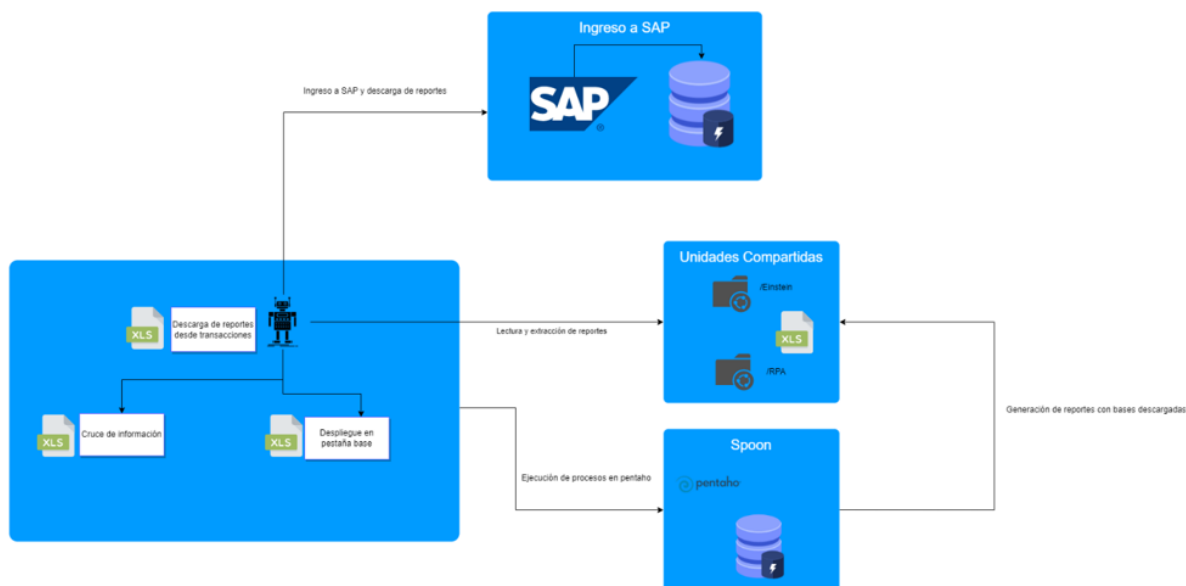 Ingreso a SAP
Ingreso a SAP y descarga de reportes
SAP
®
Unidades Compartidas
/Einstein
XLS
Descarga de reportes
desde transacciones
XLS
Lectura y extracción de reportes
/RPA
XLS
Cruce de información
XLS
Despliegue en
pestaña base
Generación de reportes con bases descargadas
Spoon
Ejecución de procesos en pentaho
pentaho